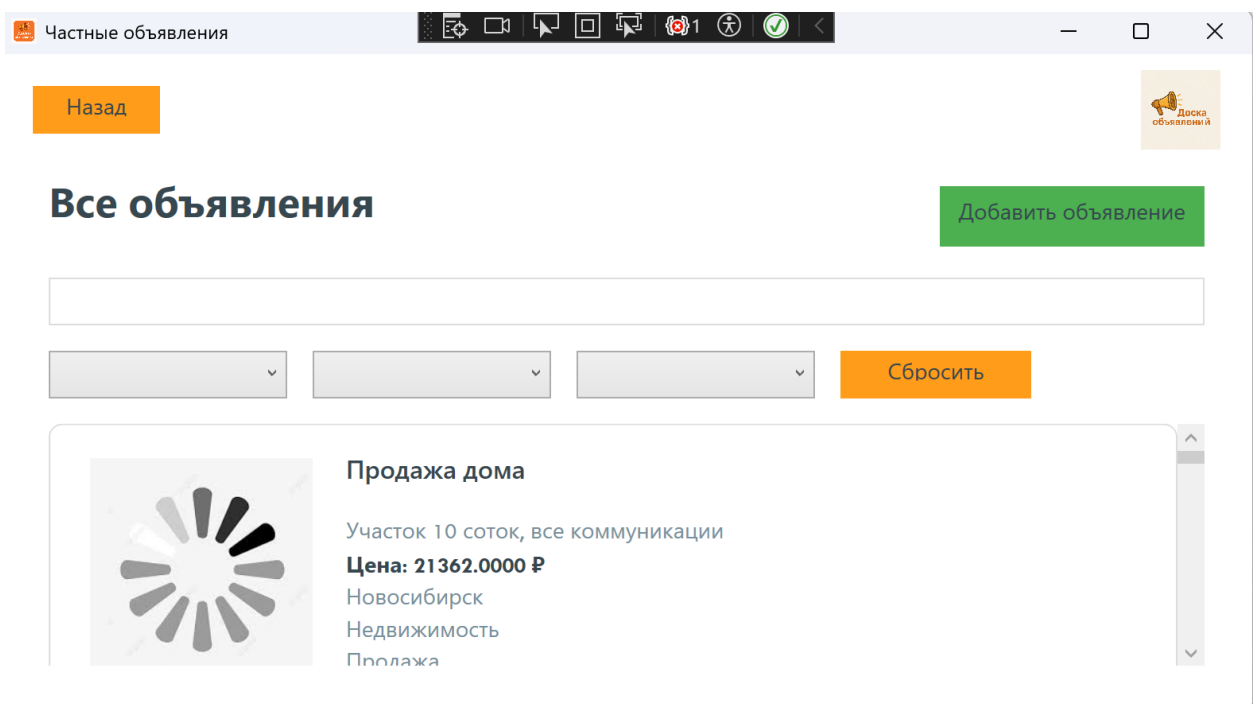 Частные объявления
1
Назад
Доска
объявлений
Все объявления
Добавить объявление
Сбросить
Продажа дома
Участок 10 соток, все коммуникации
Цена: 21362.0000 ₽
Новосибирск
Недвижимость
Продажа